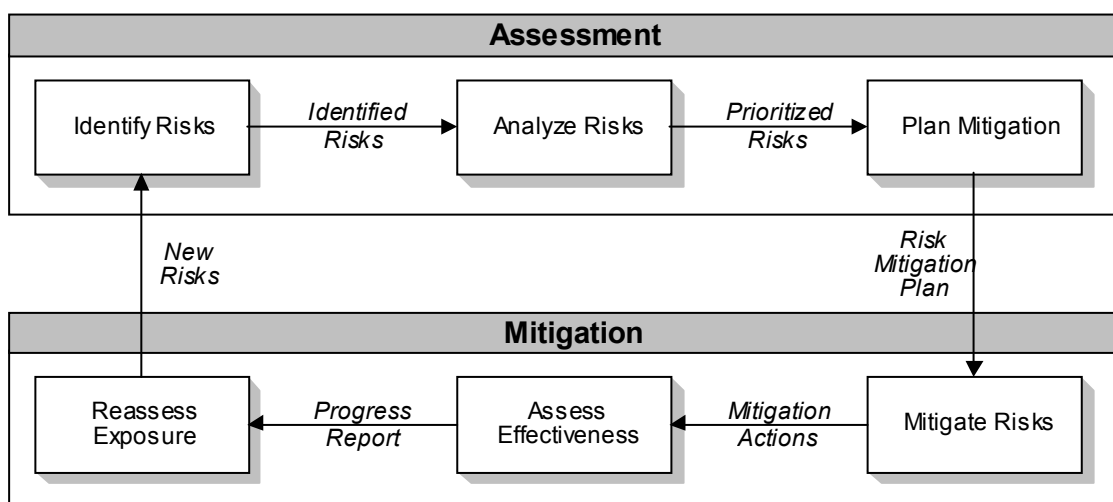 Assessment
Identify Risks
Identified
Risks
Analyze Risks
Prioritized
Risks
Plan Mitigation
New
Risks
Risk
Mitigation
Plan
Mitigation
Reassess
Exposure
Progress
Report
Assess
Effectiveness
Mitigation
Actions
Mitigate Risks